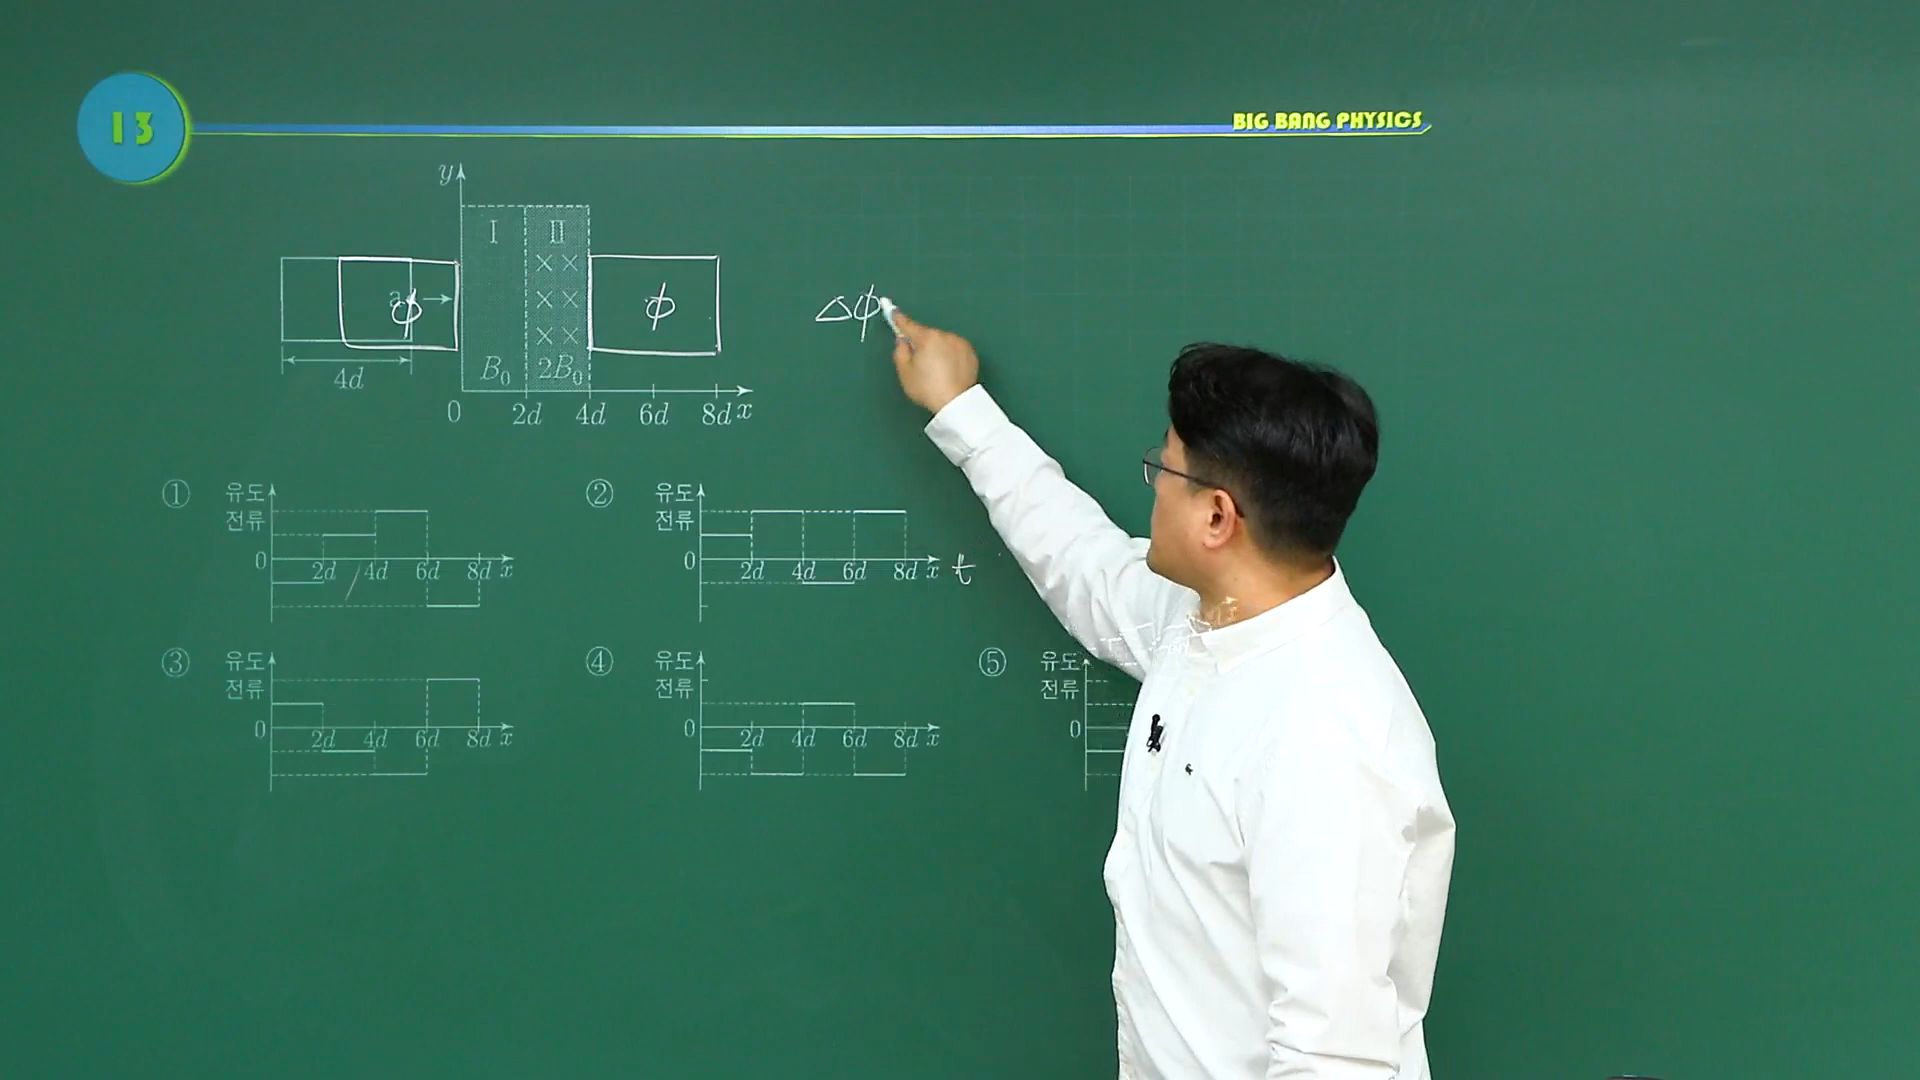 13
BIG BANG PHYSICS
y
I II
× ×
a ϕ → × × ϕ Δϕ
× ×
4d B₀ 2B₀
0 2d 4d 6d 8d x
① 유도 전류
0 2d 4d 6d 8d x
② 유도 전류
0 2d 4d 6d 8d x t
③ 유도 전류
0 2d 4d 6d 8d x
④ 유도 전류
0 2d 4d 6d 8d x
⑤ 유도 전류
0